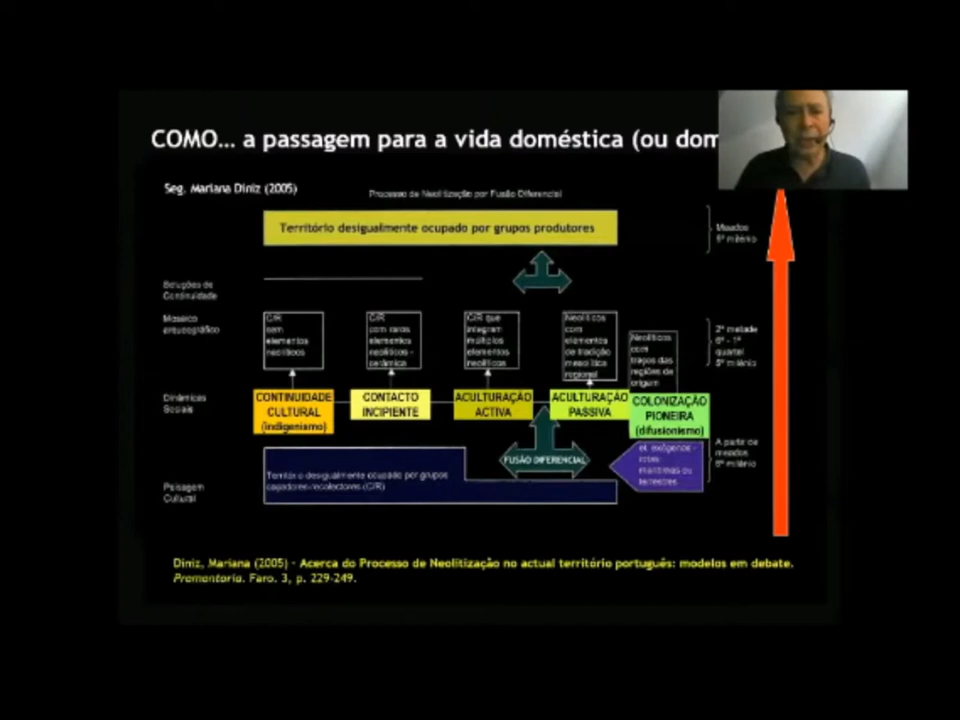 COMO... a passagem para a vida doméstica (ou dom
Seg. Mariana Diniz (2005)
Processo de Neolitização por Fusão Diferencial
Território desigualmente ocupado por grupos produtores
Meados
5º milénio
Soluções de
Continuidade
Mosaico
C/R
sem
elementos
neolíticos
C/R
com raros
elementos
neolíticos -
cerâmica
C/R que
integram
múltiplos
elementos
neolíticos
Neolíticos
com
elementos
de tradição
mesolítica
regional
Neolíticos
com
traços das
regiões de
origem
2ª metade
6º - 1º
quartel
5º milénio
Dinâmicas
Sociais
CONTINUIDADE
CULTURAL
(indigenismo)
CONTACTO
INCIPIENTE
ACULTURAÇÃO
ACTIVA
ACULTURAÇÃO
PASSIVA
COLONIZAÇÃO
PIONEIRA
(difusionismo)
FUSÃO DIFERENCIAL
el. exógenos -
rotas
marítimas ou
terrestres
A partir de
meados
6º milénio
Paisagem
Cultural
Território desigualmente ocupado por grupos
caçadores-recolectores (C/R)
Diniz, Mariana (2005) - Acerca do Processo de Neolitização no actual território português: modelos em debate.
Promontoria. Faro. 3, p. 229-249.